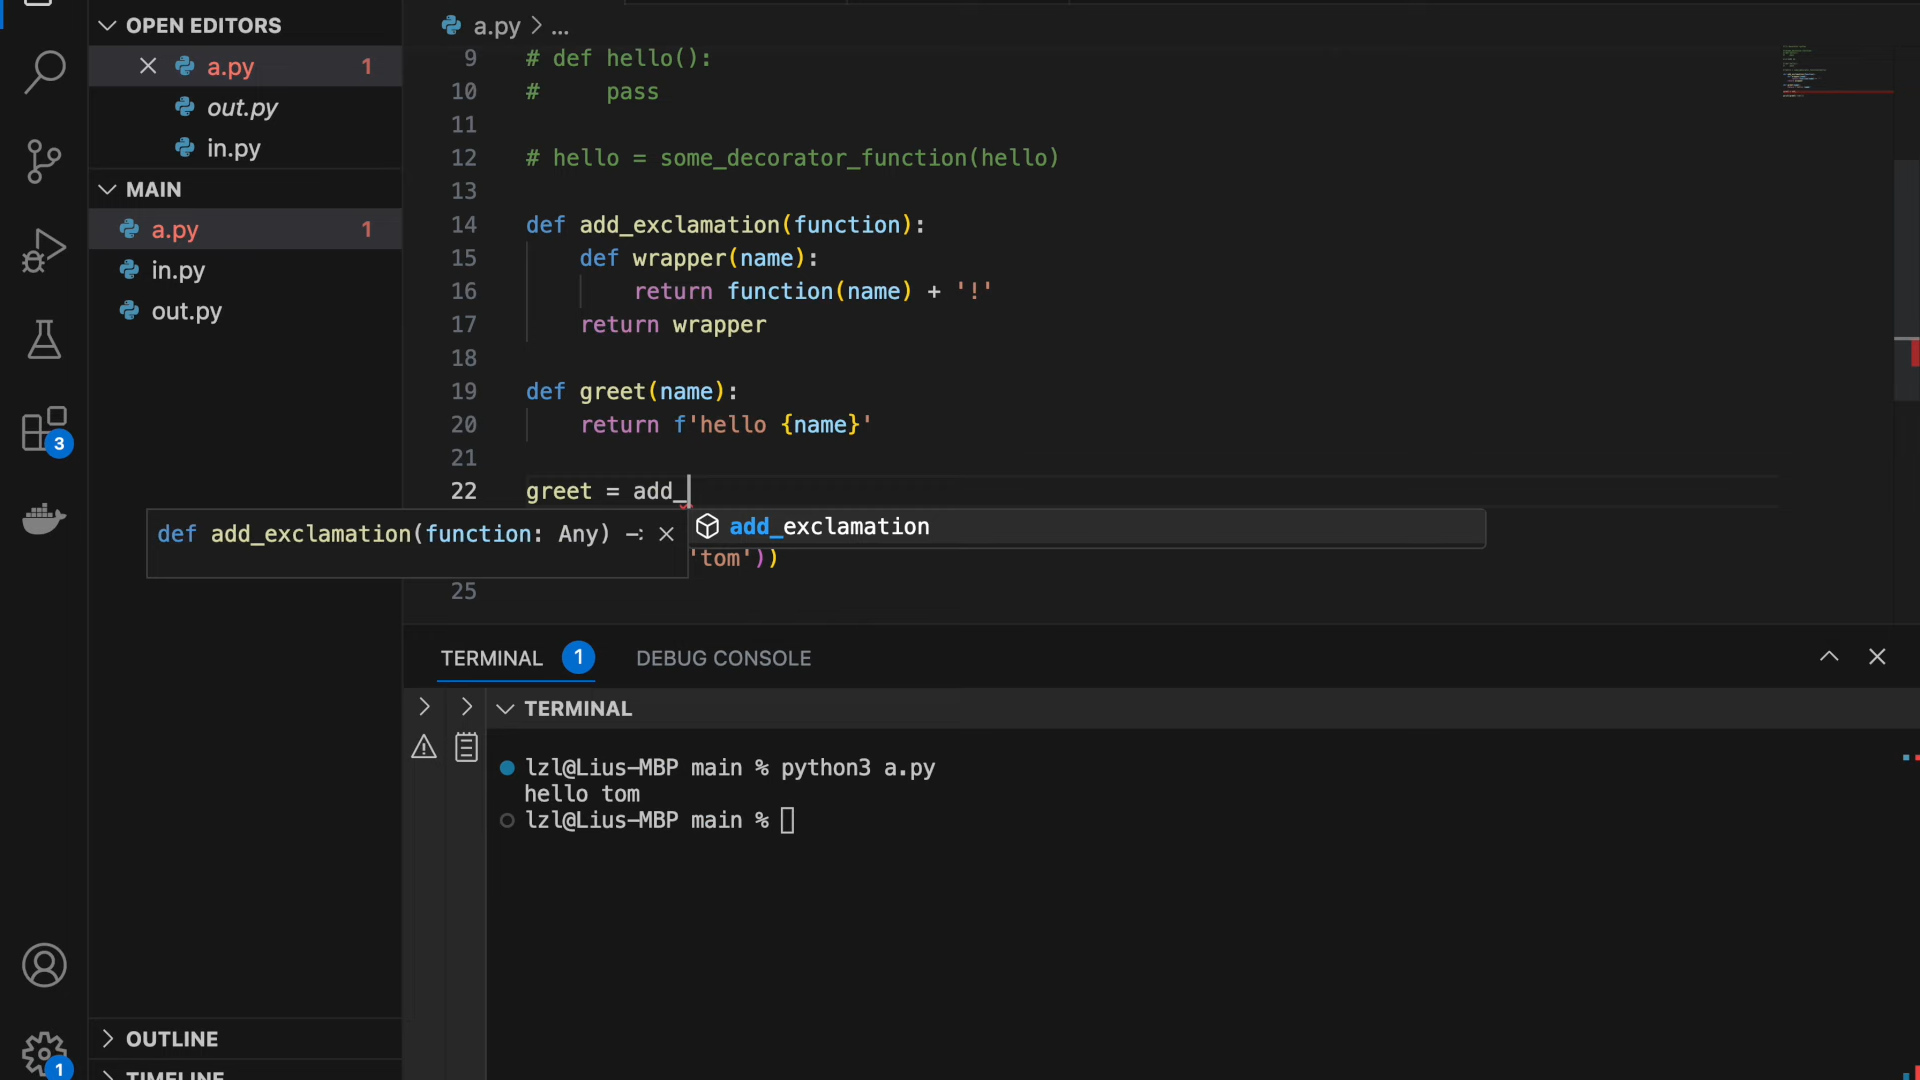 OPEN EDITORS
a.py 1
out.py
in.py
MAIN
a.py 1
in.py
out.py
3
OUTLINE
TIMELINE
1
a.py > ...
9 # def hello():
10 #     pass
11
12 # hello = some_decorator_function(hello)
13
14 def add_exclamation(function):
15     def wrapper(name):
16         return function(name) + '!'
17     return wrapper
18
19 def greet(name):
20     return f'hello {name}'
21
22 greet = add_
def add_exclamation(function: Any) -:
add_exclamation
'tom'))
25
TERMINAL 1 DEBUG CONSOLE
TERMINAL
lzl@Lius-MBP main % python3 a.py
hello tom
lzl@Lius-MBP main %